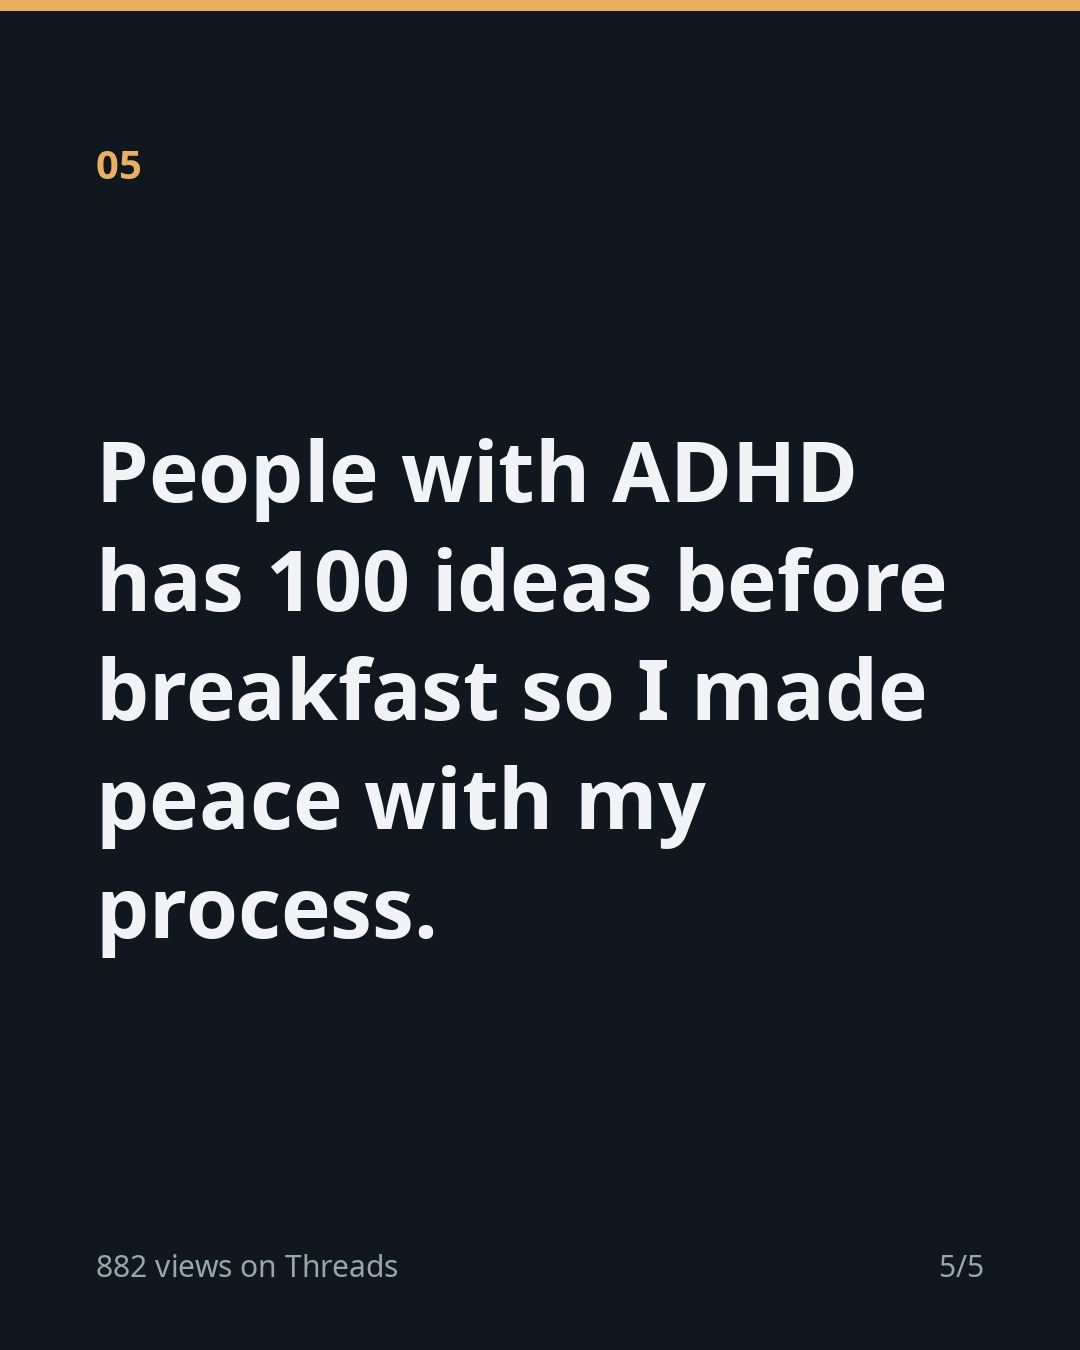 05
People with ADHD
has 100 ideas before
breakfast so I made
peace with my
process.
882 views on Threads
5/5